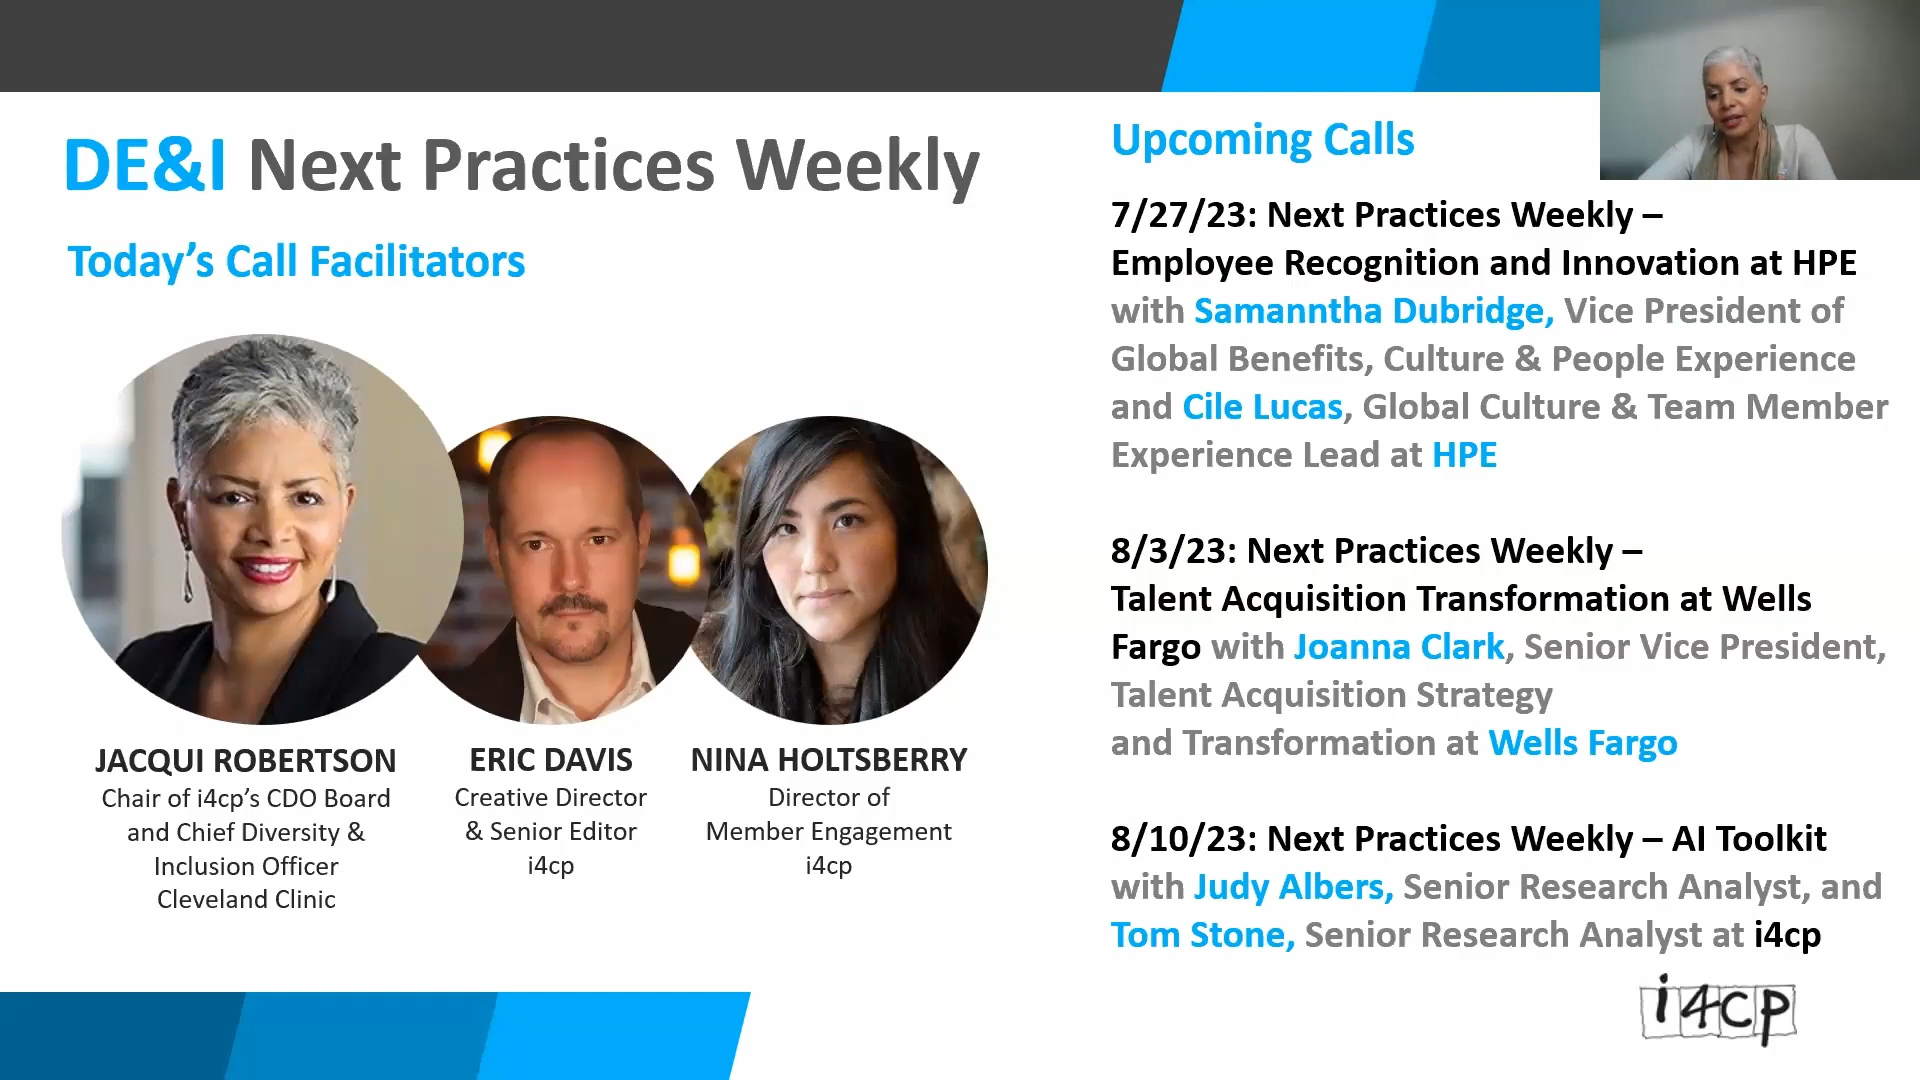 DE&I Next Practices Weekly
Today's Call Facilitators
JACQUI ROBERTSON
Chair of i4cp's CDO Board
and Chief Diversity &
Inclusion Officer
Cleveland Clinic
ERIC DAVIS
Creative Director
& Senior Editor
i4cp
NINA HOLTSBERRY
Director of
Member Engagement
i4cp
Upcoming Calls
7/27/23: Next Practices Weekly –
Employee Recognition and Innovation at HPE
with Samanntha Dubridge, Vice President of
Global Benefits, Culture & People Experience
and Cile Lucas, Global Culture & Team Member
Experience Lead at HPE
8/3/23: Next Practices Weekly –
Talent Acquisition Transformation at Wells
Fargo with Joanna Clark, Senior Vice President,
Talent Acquisition Strategy
and Transformation at Wells Fargo
8/10/23: Next Practices Weekly – AI Toolkit
with Judy Albers, Senior Research Analyst, and
Tom Stone, Senior Research Analyst at i4cp
i4cp